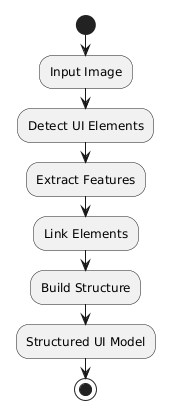 Input Image
Detect UI Elements
Extract Features
Link Elements
Build Structure
Structured UI Model